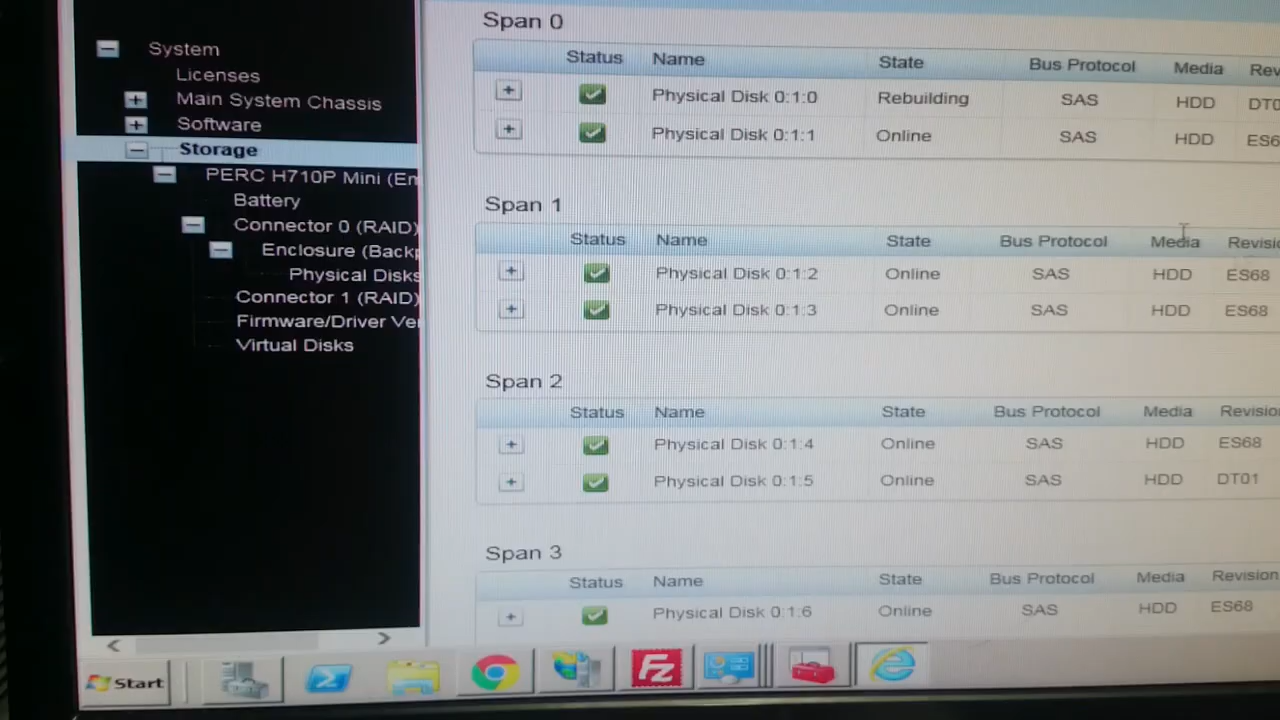 System
Licenses
Main System Chassis
Software
Storage
PERC H710P Mini (Em
Battery
Connector 0 (RAID)
Enclosure (Backp
Physical Disks
Connector 1 (RAID)
Firmware/Driver Ver
Virtual Disks
Start
Span 0
Status Name State Bus Protocol Media Rev
Physical Disk 0:1:0 Rebuilding SAS HDD DT0
Physical Disk 0:1:1 Online SAS HDD ES6
Span 1
Status Name State Bus Protocol Media Revisio
Physical Disk 0:1:2 Online SAS HDD ES68
Physical Disk 0:1:3 Online SAS HDD ES68
Span 2
Status Name State Bus Protocol Media Revisio
Physical Disk 0:1:4 Online SAS HDD ES68
Physical Disk 0:1:5 Online SAS HDD DT01
Span 3
Status Name State Bus Protocol Media Revision
Physical Disk 0:1:6 Online SAS HDD ES68
FZ